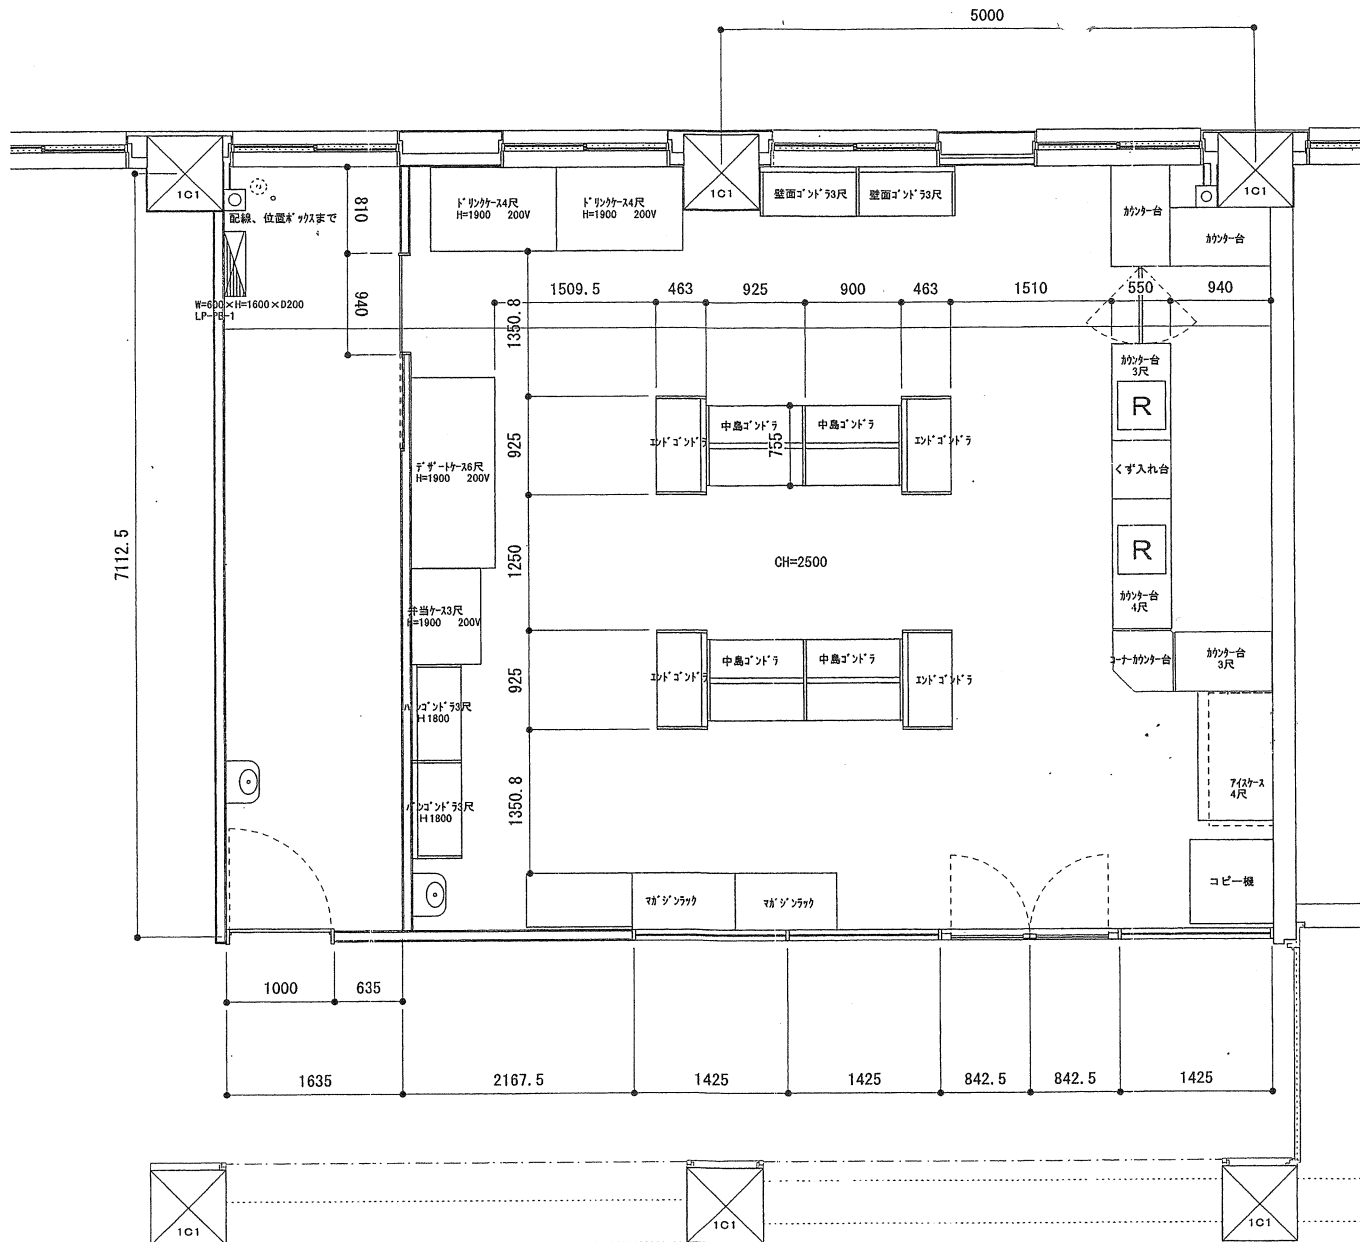 5000
1C1
1C1
1C1
ドリンクケース4尺
H=1900 200V
ドリンクケース4尺
H=1900 200V
壁面ゴンドラ3尺
壁面ゴンドラ3尺
カウンター台
カウンター台
配線、位置ボックスまで
810
940
W=600×H=1600×D200
LP-PB-1
1509.5
463
925
900
463
1510
550
940
1350.8
カウンター台
3尺
R
エンドゴンドラ
中島ゴンドラ
中島ゴンドラ
755
エンドゴンドラ
925
デザートケース6尺
H=1900 200V
くず入れ台
7112.5
1250
CH=2500
R
カウンター台
4尺
弁当ケース3尺
H=1900 200V
エンドゴンドラ
中島ゴンドラ
中島ゴンドラ
エンドゴンドラ
925
コーナーカウンター台
カウンター台
3尺
パンゴンドラ3尺
H1800
パンゴンドラ3尺
H1800
1350.8
アイスケース
4尺
コピー機
マガジンラック
マガジンラック
1000
635
1635
2167.5
1425
1425
842.5
842.5
1425
1C1
1C1
1C1